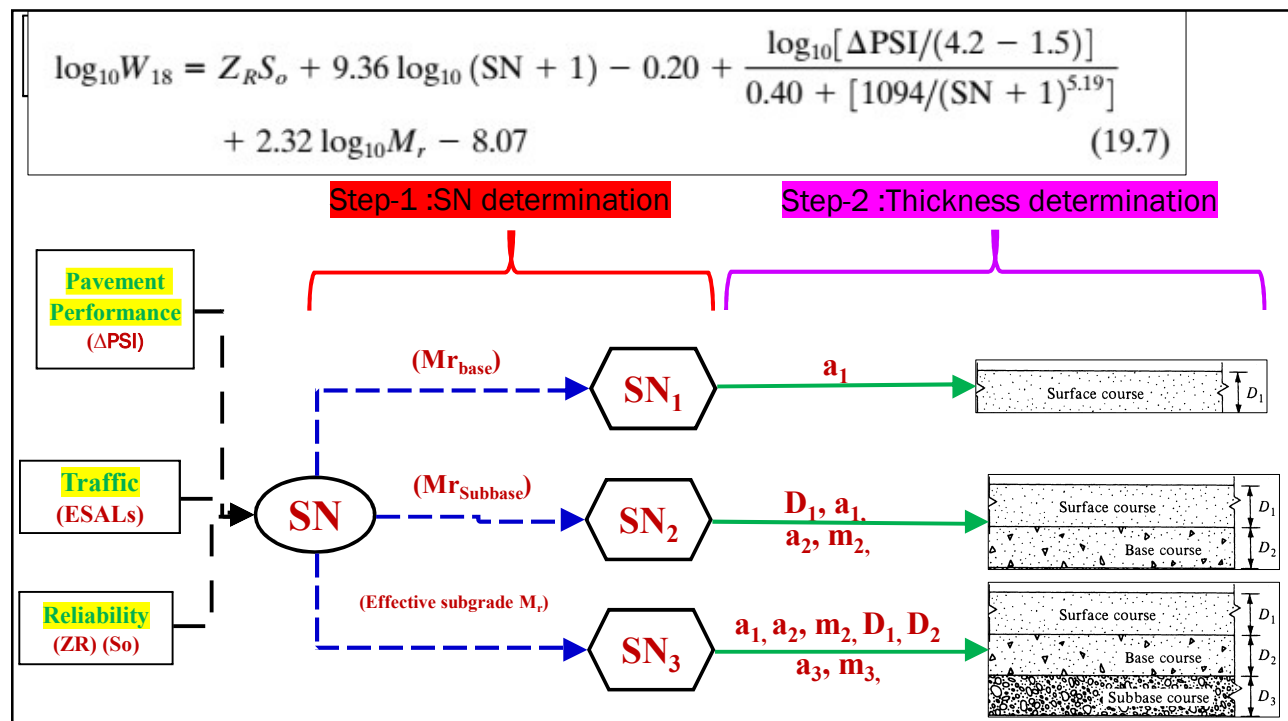 log₁₀W₁₈ = Z_R S_o + 9.36 log₁₀ (SN + 1) − 0.20 + log₁₀[ΔPSI/(4.2 − 1.5)] / 0.40 + [1094/(SN + 1)^5.19]
+ 2.32 log₁₀M_r − 8.07 (19.7)
Step-1 :SN determination
Step-2 :Thickness determination
Pavement
Performance
(ΔPSI)
Traffic
(ESALs)
Reliability
(ZR) (So)
SN
(Mr_base)
SN₁
a₁
Surface course
D₁
(Mr_Subbase)
SN₂
D₁, a₁,
a₂, m₂,
Surface course
D₁
Base course
D₂
(Effective subgrade M_r)
SN₃
a₁, a₂, m₂, D₁, D₂
a₃, m₃,
Surface course
D₁
Base course
D₂
Subbase course
D₃